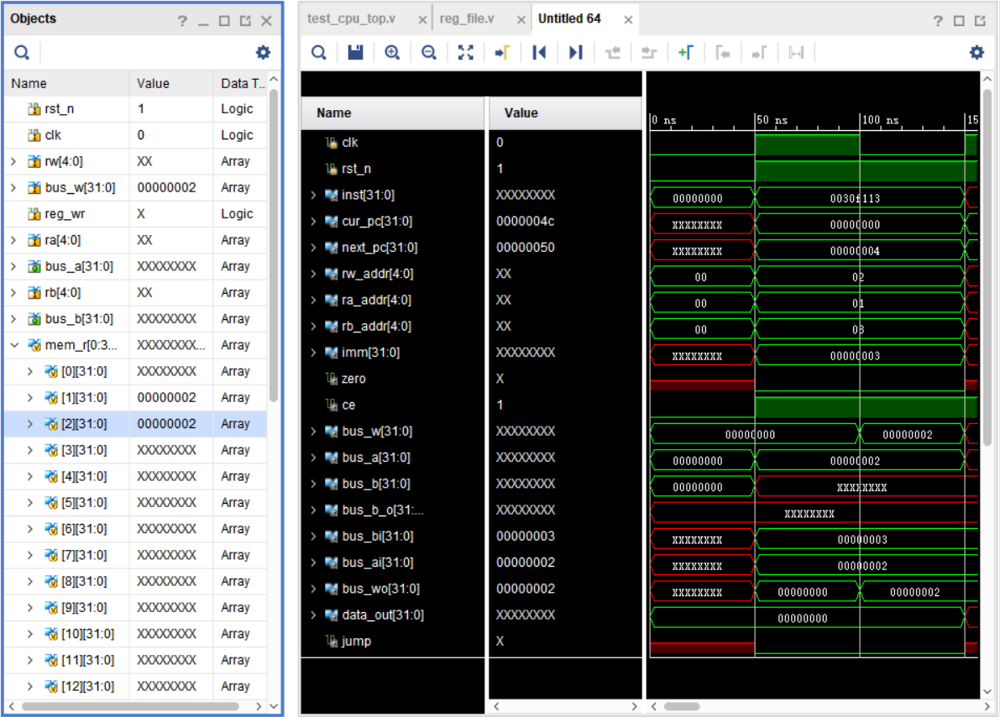 Objects
Name Value Data T...
rst_n 1 Logic
clk 0 Logic
rw[4:0] XX Array
bus_w[31:0] 00000002 Array
reg_wr X Logic
ra[4:0] XX Array
bus_a[31:0] XXXXXXXX Array
rb[4:0] XX Array
bus_b[31:0] XXXXXXXX Array
mem_r[0:3... XXXXXXXX... Array
[0][31:0] XXXXXXXX Array
[1][31:0] 00000002 Array
[2][31:0] 00000002 Array
[3][31:0] XXXXXXXX Array
[4][31:0] XXXXXXXX Array
[5][31:0] XXXXXXXX Array
[6][31:0] XXXXXXXX Array
[7][31:0] XXXXXXXX Array
[8][31:0] XXXXXXXX Array
[9][31:0] XXXXXXXX Array
[10][31:0] XXXXXXXX Array
[11][31:0] XXXXXXXX Array
[12][31:0] XXXXXXXX Array
test_cpu_top.v reg_file.v Untitled 64
Name Value
0 ns 50 ns 100 ns 15
clk 0
rst_n 1
inst[31:0] XXXXXXXX 00000000 0030f113
cur_pc[31:0] 0000004c XXXXXXXX 00000000
next_pc[31:0] 00000050 XXXXXXXX 00000004
rw_addr[4:0] XX 00 02
ra_addr[4:0] XX 00 01
rb_addr[4:0] XX 00 03
imm[31:0] XXXXXXXX XXXXXXXX 00000003
zero X
ce 1
bus_w[31:0] XXXXXXXX 00000000 00000002
bus_a[31:0] XXXXXXXX 00000000 00000002
bus_b[31:0] XXXXXXXX 00000000 XXXXXXXX
bus_b_o[31:... XXXXXXXX XXXXXXXX
bus_bi[31:0] 00000003 XXXXXXXX 00000003
bus_ai[31:0] 00000002 XXXXXXXX 00000002
bus_wo[31:0] 00000002 XXXXXXXX 00000000 00000002
data_out[31:0] XXXXXXXX 00000000
jump X